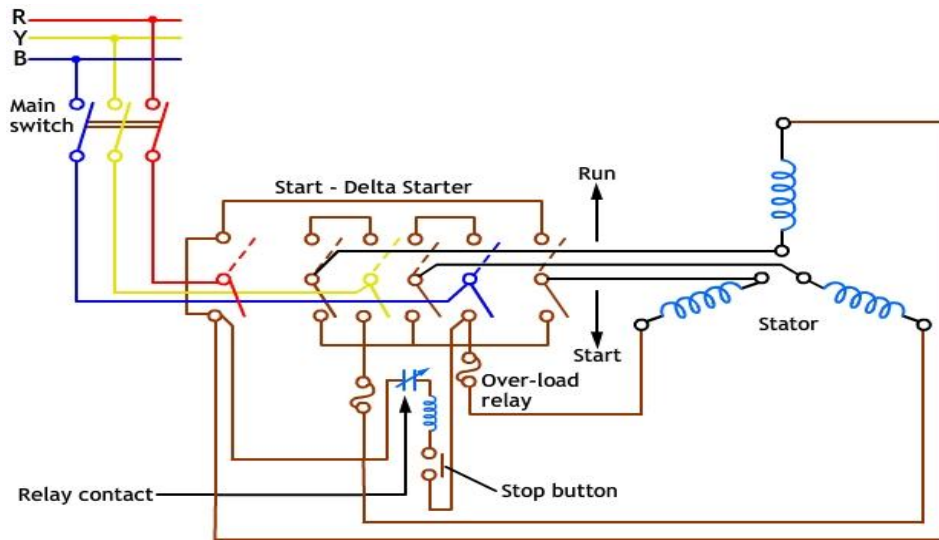 R
Y
B
Main
switch
Start - Delta Starter
Run
Start
Stator
Over-load
relay
Relay contact
Stop button